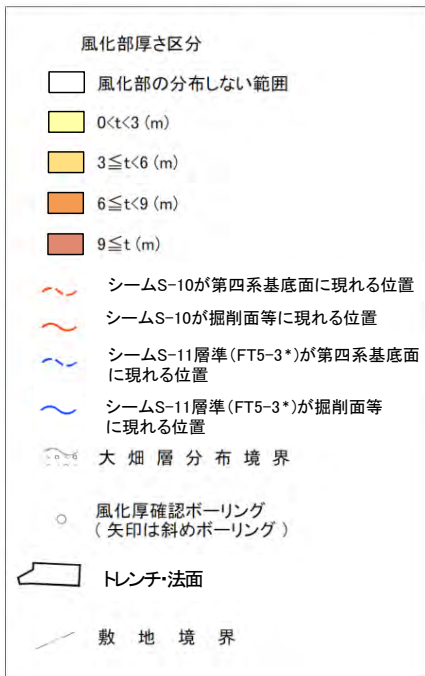 風化部厚さ区分
風化部の分布しない範囲
0<t<3 (m)
3≦t<6 (m)
6≦t<9 (m)
9≦t (m)
シームS-10が第四系基底面に現れる位置
シームS-10が掘削面等に現れる位置
シームS-11層準(FT5-3*)が第四系基底面
に現れる位置
シームS-11層準(FT5-3*)が掘削面等
に現れる位置
大 畑 層 分 布 境 界
風化厚確認ボーリング
( 矢印は斜めボーリング )
トレンチ・法面
敷 地 境 界